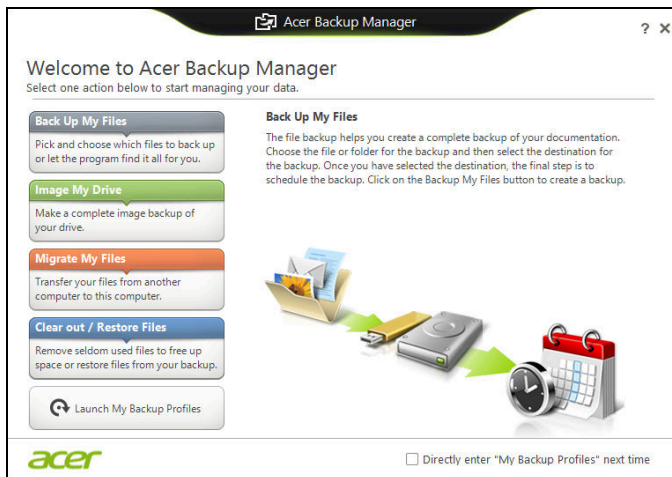 Acer Backup Manager
? ×
Welcome to Acer Backup Manager
Select one action below to start managing your data.
Back Up My Files
Pick and choose which files to back up
or let the program find it all for you.
Image My Drive
Make a complete image backup of
your drive.
Migrate My Files
Transfer your files from another
computer to this computer.
Clear out / Restore Files
Remove seldom used files to free up
space or restore files from your backup.
Launch My Backup Profiles
Back Up My Files
The file backup helps you create a complete backup of your documentation.
Choose the file or folder for the backup and then select the destination for
the backup. Once you have selected the destination, the final step is to
schedule the backup. Click on the Backup My Files button to create a backup.
acer
Directly enter "My Backup Profiles" next time